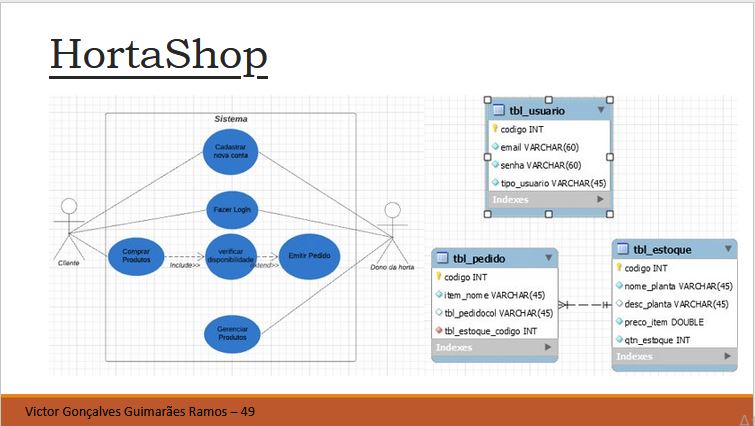 HortaShop
Sistema
Cadastrar
nova conta
Fazer Login
Comprar
Produtos
Include>>
verificar
disponibilidade
extend>>
Emitir Pedido
Gerenciar
Produtos
Cliente
Dono da horta
tbl_usuario
codigo INT
email VARCHAR(60)
senha VARCHAR(60)
tipo_usuario VARCHAR(45)
Indexes
tbl_pedido
codigo INT
item_nome VARCHAR(45)
tbl_pedidocol VARCHAR(45)
tbl_estoque_codigo INT
Indexes
tbl_estoque
codigo INT
nome_planta VARCHAR(45)
desc_planta VARCHAR(45)
preco_item DOUBLE
qtn_estoque INT
Indexes
Victor Gonçalves Guimarães Ramos – 49